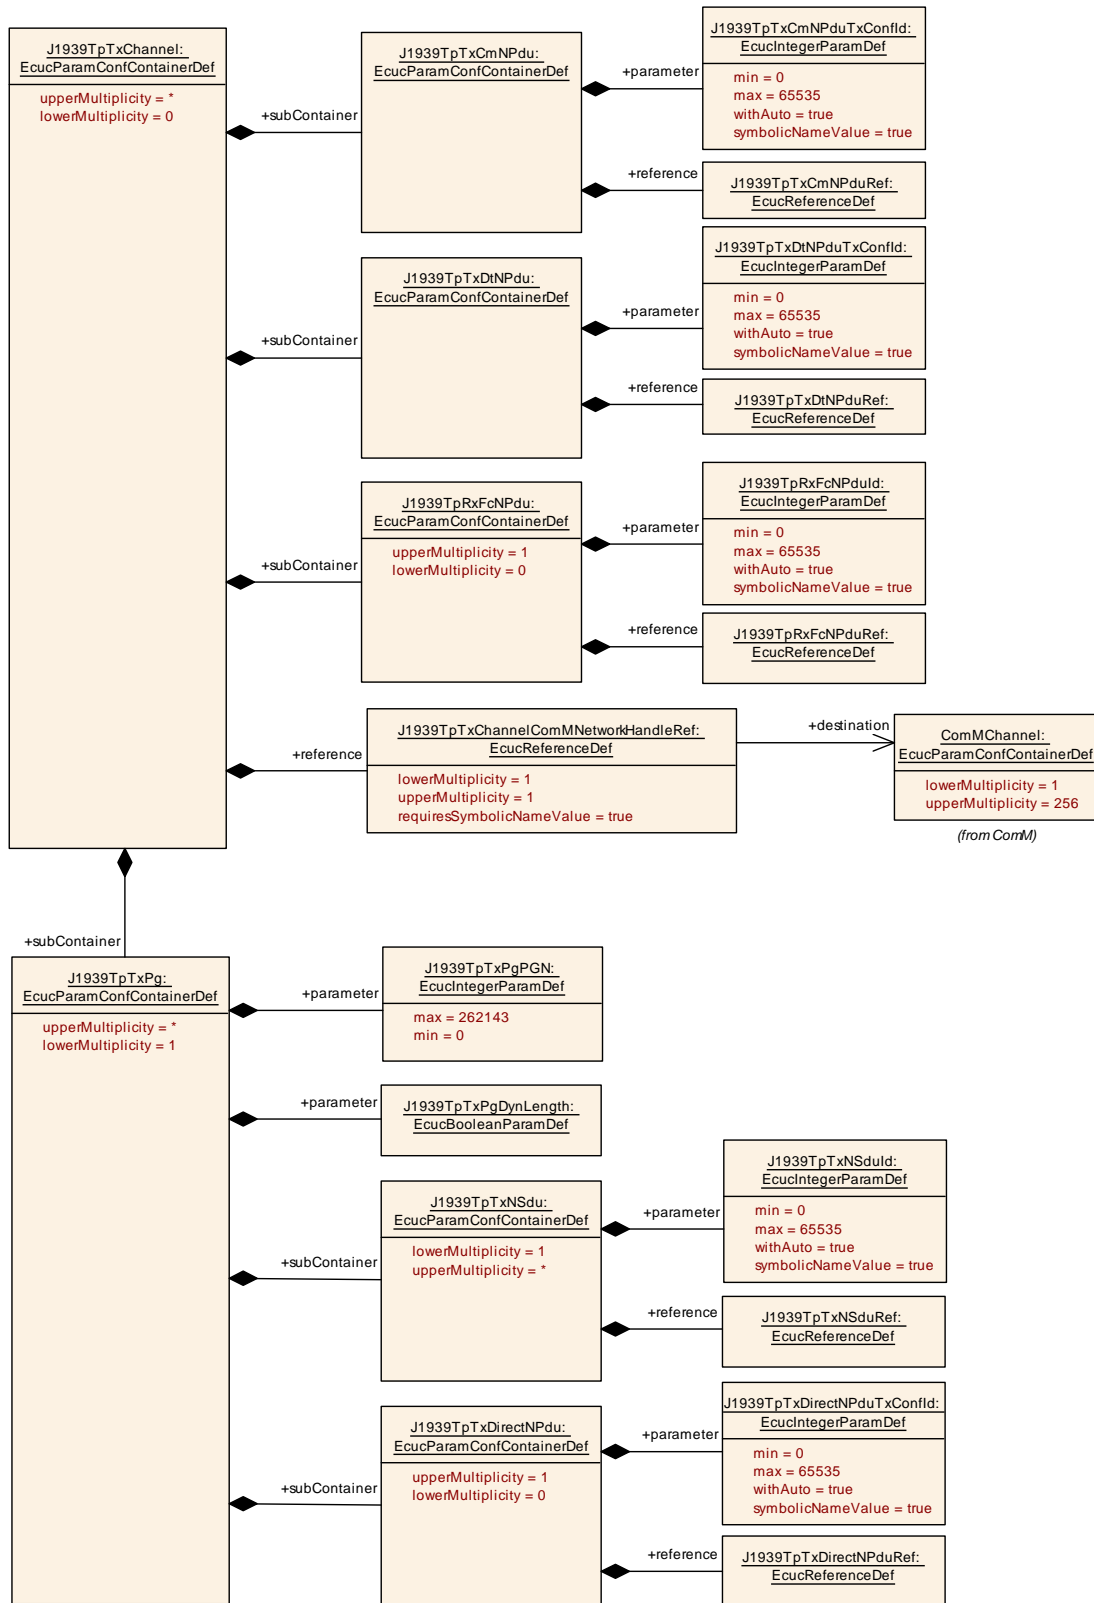 J1939TpTxChannel:
EcucParamConfContainerDef
upperMultiplicity = *
lowerMultiplicity = 0
+subContainer
J1939TpTxCmNPdu:
EcucParamConfContainerDef
+parameter
J1939TpTxCmNPduTxConfId:
EcucIntegerParamDef
min = 0
max = 65535
withAuto = true
symbolicNameValue = true
+reference
J1939TpTxCmNPduRef:
EcucReferenceDef
+subContainer
J1939TpTxDtNPdu:
EcucParamConfContainerDef
+parameter
J1939TpTxDtNPduTxConfId:
EcucIntegerParamDef
min = 0
max = 65535
withAuto = true
symbolicNameValue = true
+reference
J1939TpTxDtNPduRef:
EcucReferenceDef
+subContainer
J1939TpRxFcNPdu:
EcucParamConfContainerDef
upperMultiplicity = 1
lowerMultiplicity = 0
+parameter
J1939TpRxFcNPduId:
EcucIntegerParamDef
min = 0
max = 65535
withAuto = true
symbolicNameValue = true
+reference
J1939TpRxFcNPduRef:
EcucReferenceDef
+reference
J1939TpTxChannelComMNetworkHandleRef:
EcucReferenceDef
lowerMultiplicity = 1
upperMultiplicity = 1
requiresSymbolicNameValue = true
+destination
ComMChannel:
EcucParamConfContainerDef
lowerMultiplicity = 1
upperMultiplicity = 256
(from ComM)
+subContainer
J1939TpTxPg:
EcucParamConfContainerDef
upperMultiplicity = *
lowerMultiplicity = 1
+parameter
J1939TpTxPgPGN:
EcucIntegerParamDef
max = 262143
min = 0
+parameter
J1939TpTxPgDynLength:
EcucBooleanParamDef
+subContainer
J1939TpTxNSdu:
EcucParamConfContainerDef
lowerMultiplicity = 1
upperMultiplicity = *
+parameter
J1939TpTxNSduId:
EcucIntegerParamDef
min = 0
max = 65535
withAuto = true
symbolicNameValue = true
+reference
J1939TpTxNSduRef:
EcucReferenceDef
+subContainer
J1939TpTxDirectNPdu:
EcucParamConfContainerDef
upperMultiplicity = 1
lowerMultiplicity = 0
+parameter
J1939TpTxDirectNPduTxConfId:
EcucIntegerParamDef
min = 0
max = 65535
withAuto = true
symbolicNameValue = true
+reference
J1939TpTxDirectNPduRef:
EcucReferenceDef